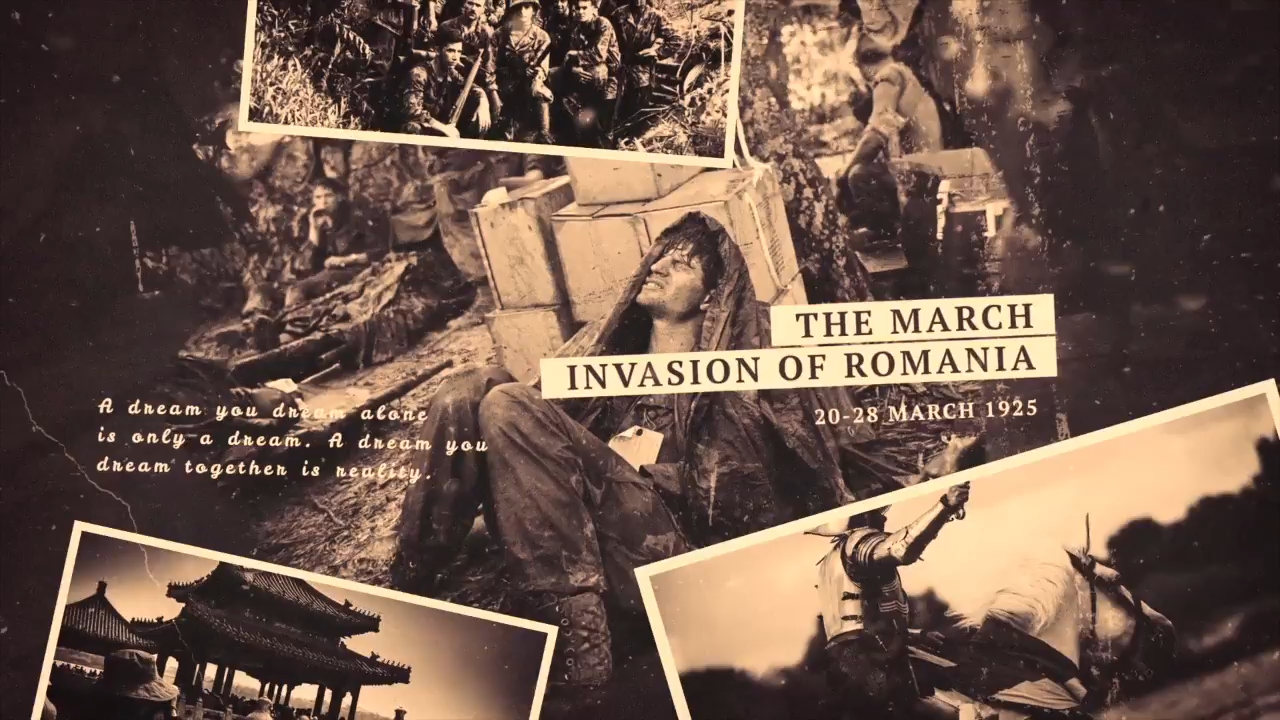 THE MARCH
INVASION OF ROMANIA
20-28 MARCH 1925
A dream you dream alone
is only a dream. A dream you
dream together is reality.